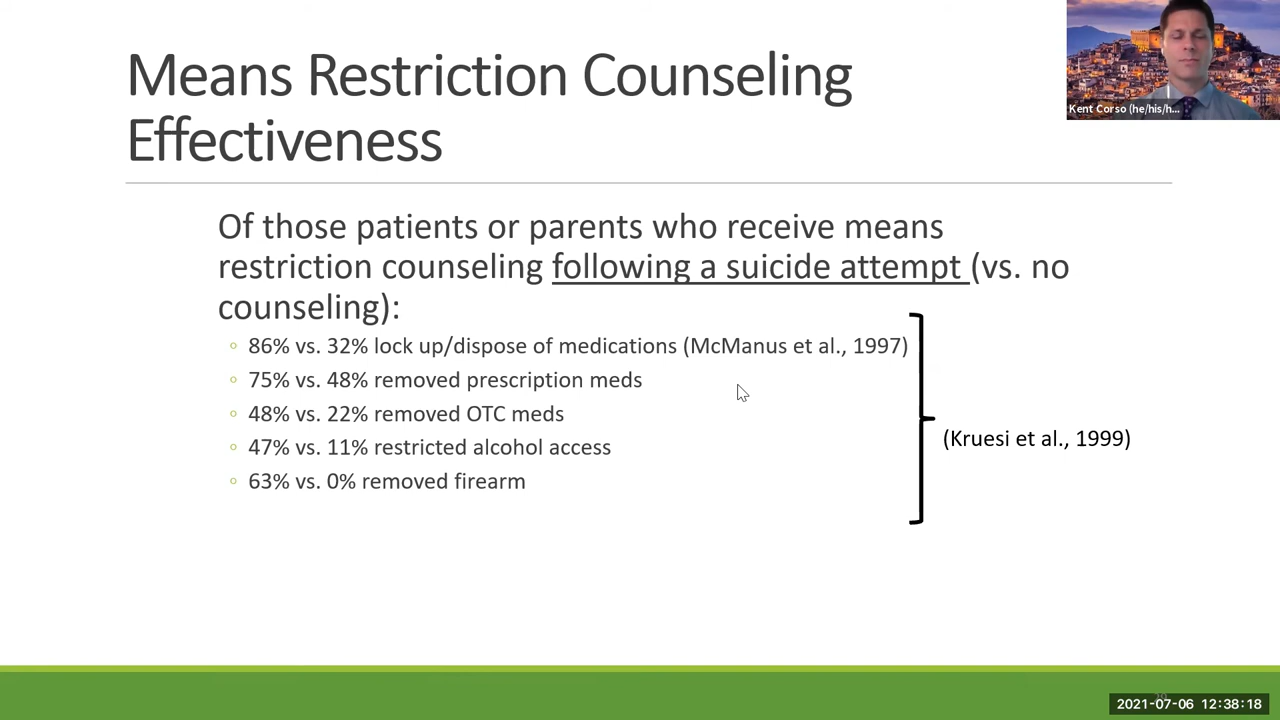 Means Restriction Counseling
Effectiveness
Kent Corso (he/his/h...
Of those patients or parents who receive means
restriction counseling following a suicide attempt (vs. no
counseling):
86% vs. 32% lock up/dispose of medications (McManus et al., 1997)
75% vs. 48% removed prescription meds
48% vs. 22% removed OTC meds
47% vs. 11% restricted alcohol access
63% vs. 0% removed firearm
(Kruesi et al., 1999)
2021-07-06 12:38:18